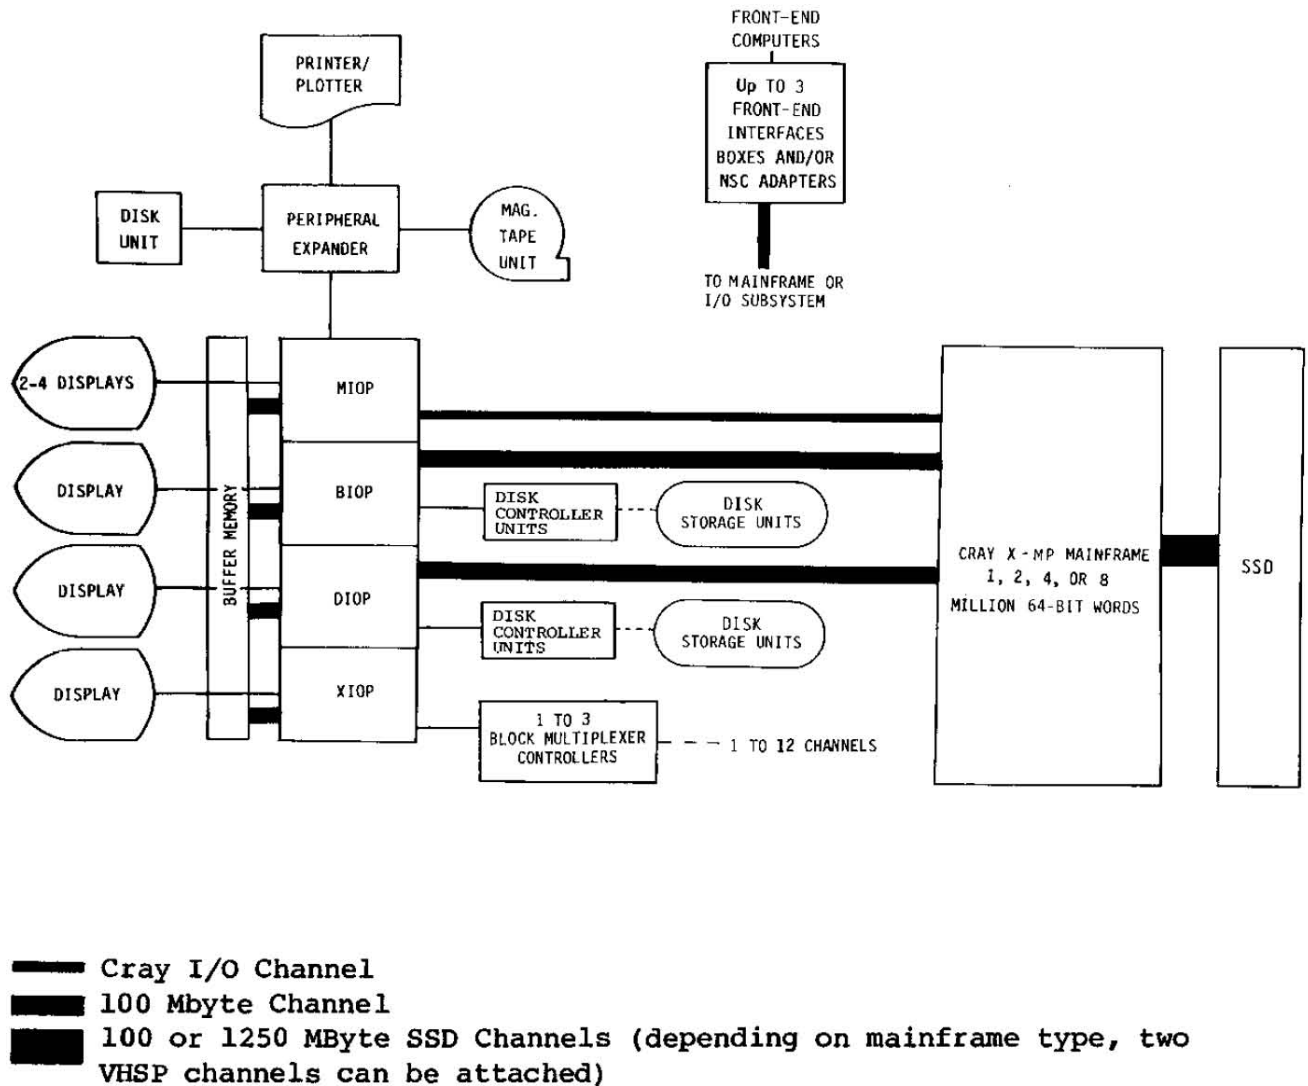 FRONT-END
COMPUTERS
PRINTER/
PLOTTER
Up TO 3
FRONT-END
INTERFACES
BOXES AND/OR
NSC ADAPTERS
DISK
UNIT
PERIPHERAL
EXPANDER
MAG.
TAPE
UNIT
TO MAINFRAME OR
I/O SUBSYSTEM
2-4 DISPLAYS
MIOP
DISPLAY
BUFFER MEMORY
BIOP
DISK
CONTROLLER
UNITS
DISK
STORAGE UNITS
DISPLAY
DIOP
DISK
CONTROLLER
UNITS
DISK
STORAGE UNITS
DISPLAY
XIOP
1 TO 3
BLOCK MULTIPLEXER
CONTROLLERS
1 TO 12 CHANNELS
CRAY X-MP MAINFRAME
1, 2, 4, OR 8
MILLION 64-BIT WORDS
SSD
Cray I/O Channel
100 Mbyte Channel
100 or 1250 MByte SSD Channels (depending on mainframe type, two
VHSP channels can be attached)